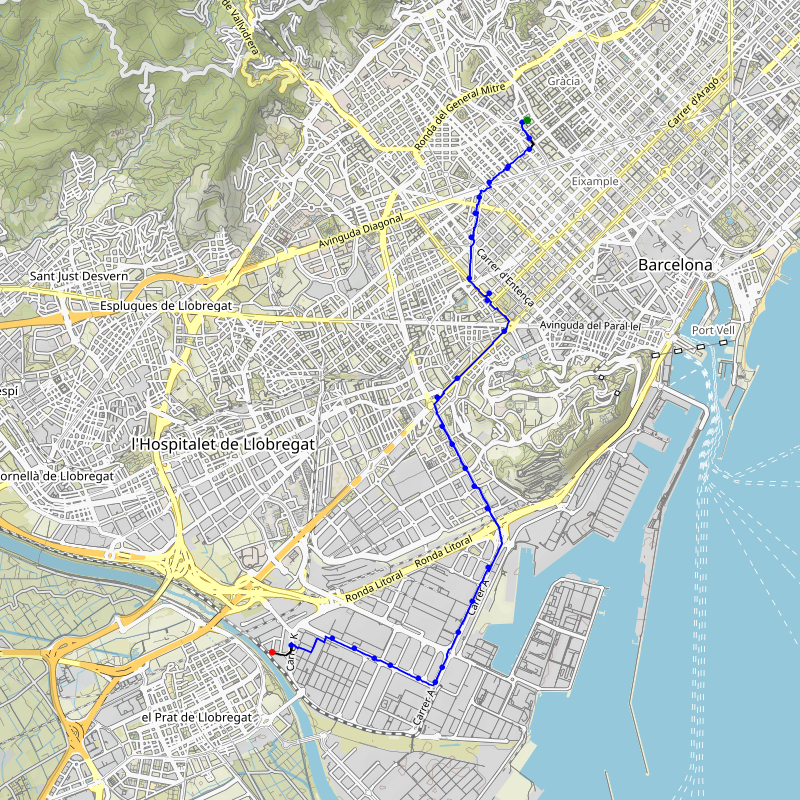 de Vallvidrera
Gràcia
Carrer d'Aragó
Ronda del General Mitre
Eixample
Avinguda Diagonal
Carrer d'Entença
Barcelona
Sant Just Desvern
Esplugues de Llobregat
Avinguda del Paral·lel
Port Vell
espí
l'Hospitalet de Llobregat
ornellà de Llobregat
Ronda Litoral
Ronda Litoral
Carrer A
Carrer K
Carrer A
el Prat de Llobregat